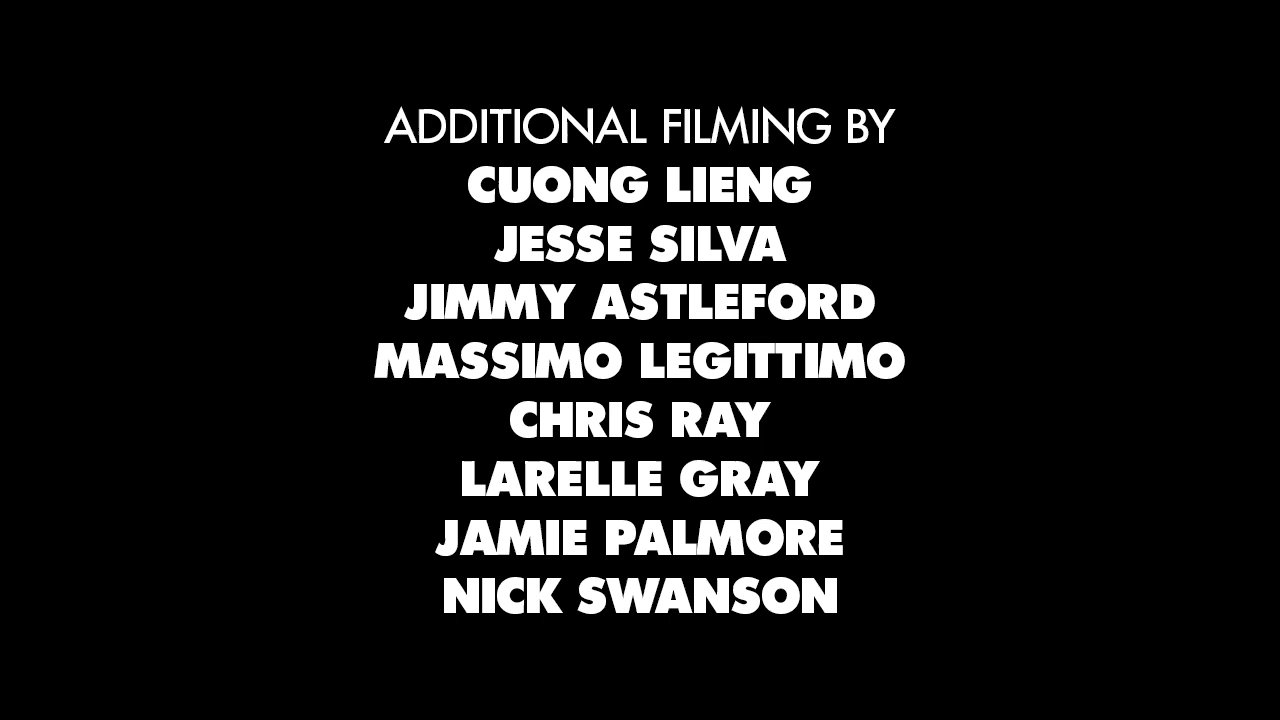 ADDITIONAL FILMING BY
CUONG LIENG
JESSE SILVA
JIMMY ASTLEFORD
MASSIMO LEGITTIMO
CHRIS RAY
LARELLE GRAY
JAMIE PALMORE
NICK SWANSON